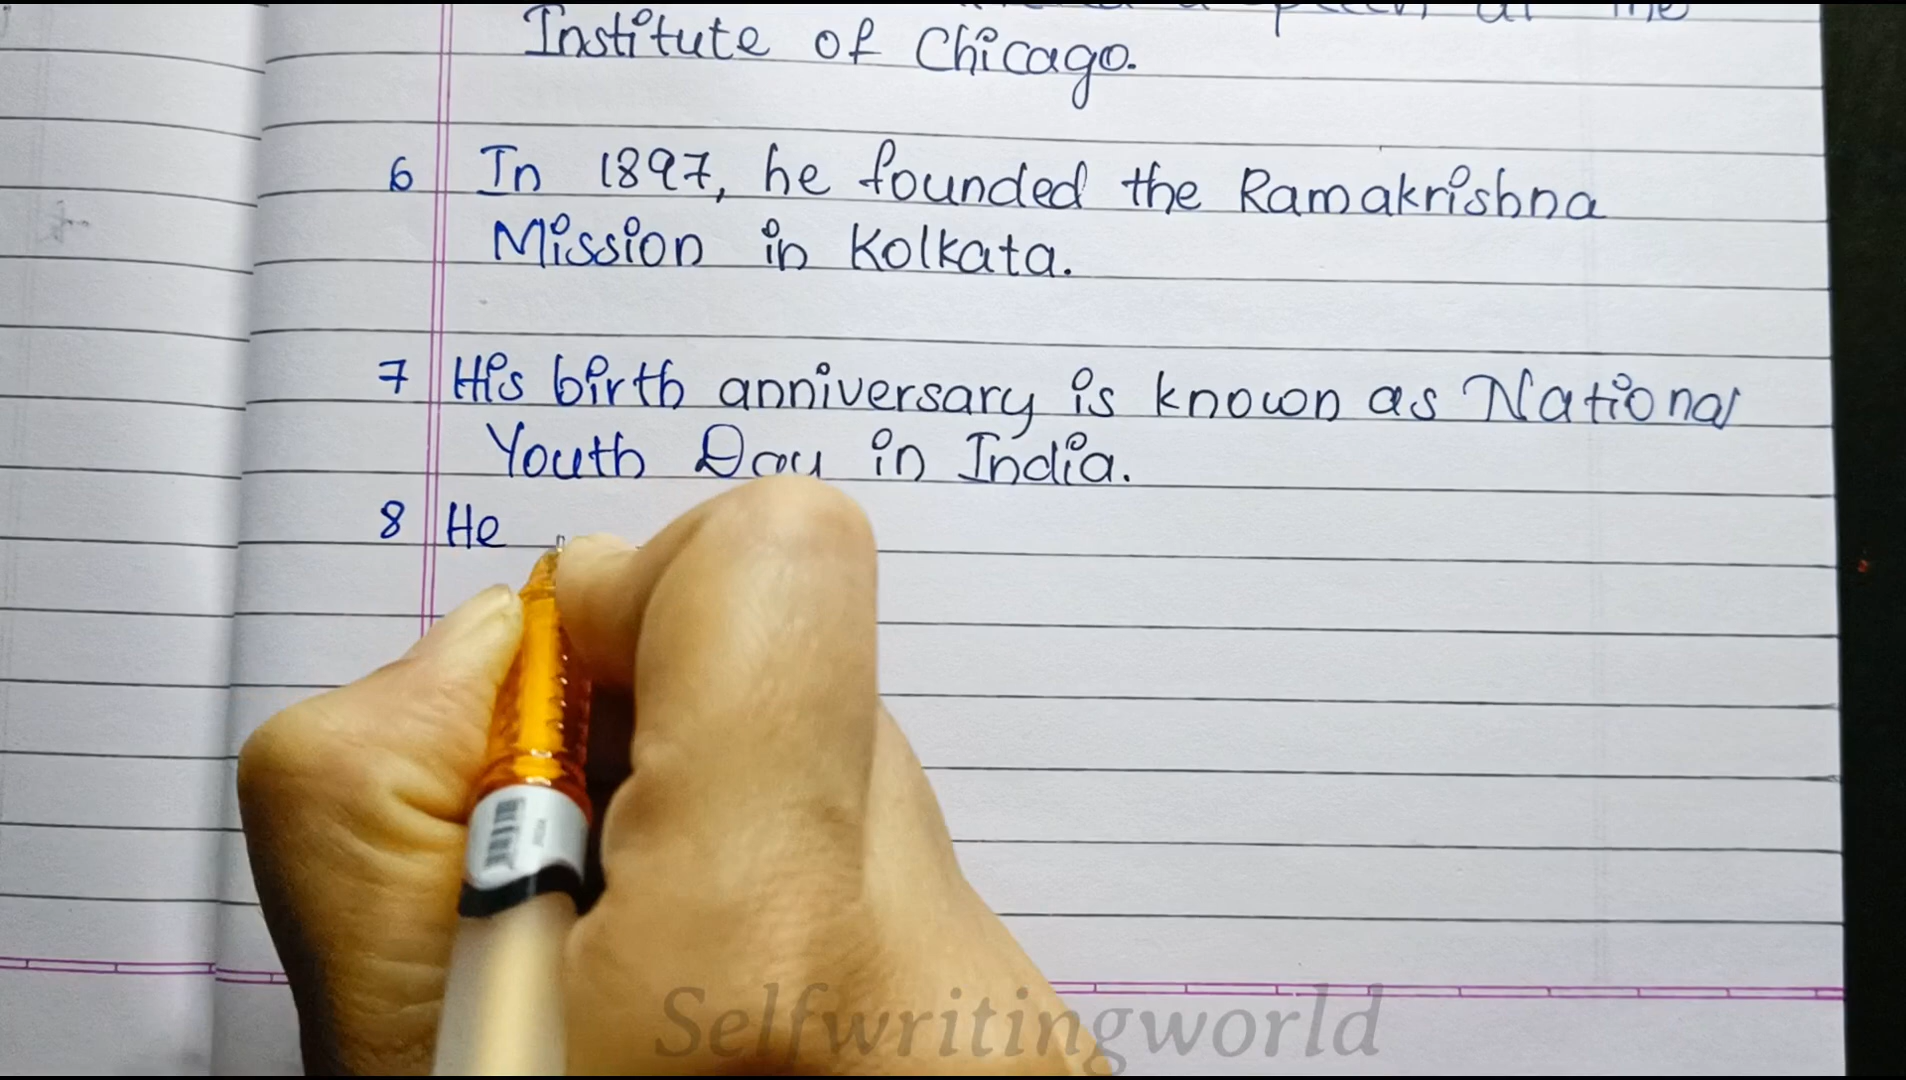 the
Institute of Chicago.
6 In 1897, he founded the Ramakrishna
Mission in Kolkata.
7 His birth anniversary is known as National
Youth Day in India.
8 He
Selfwritingworld